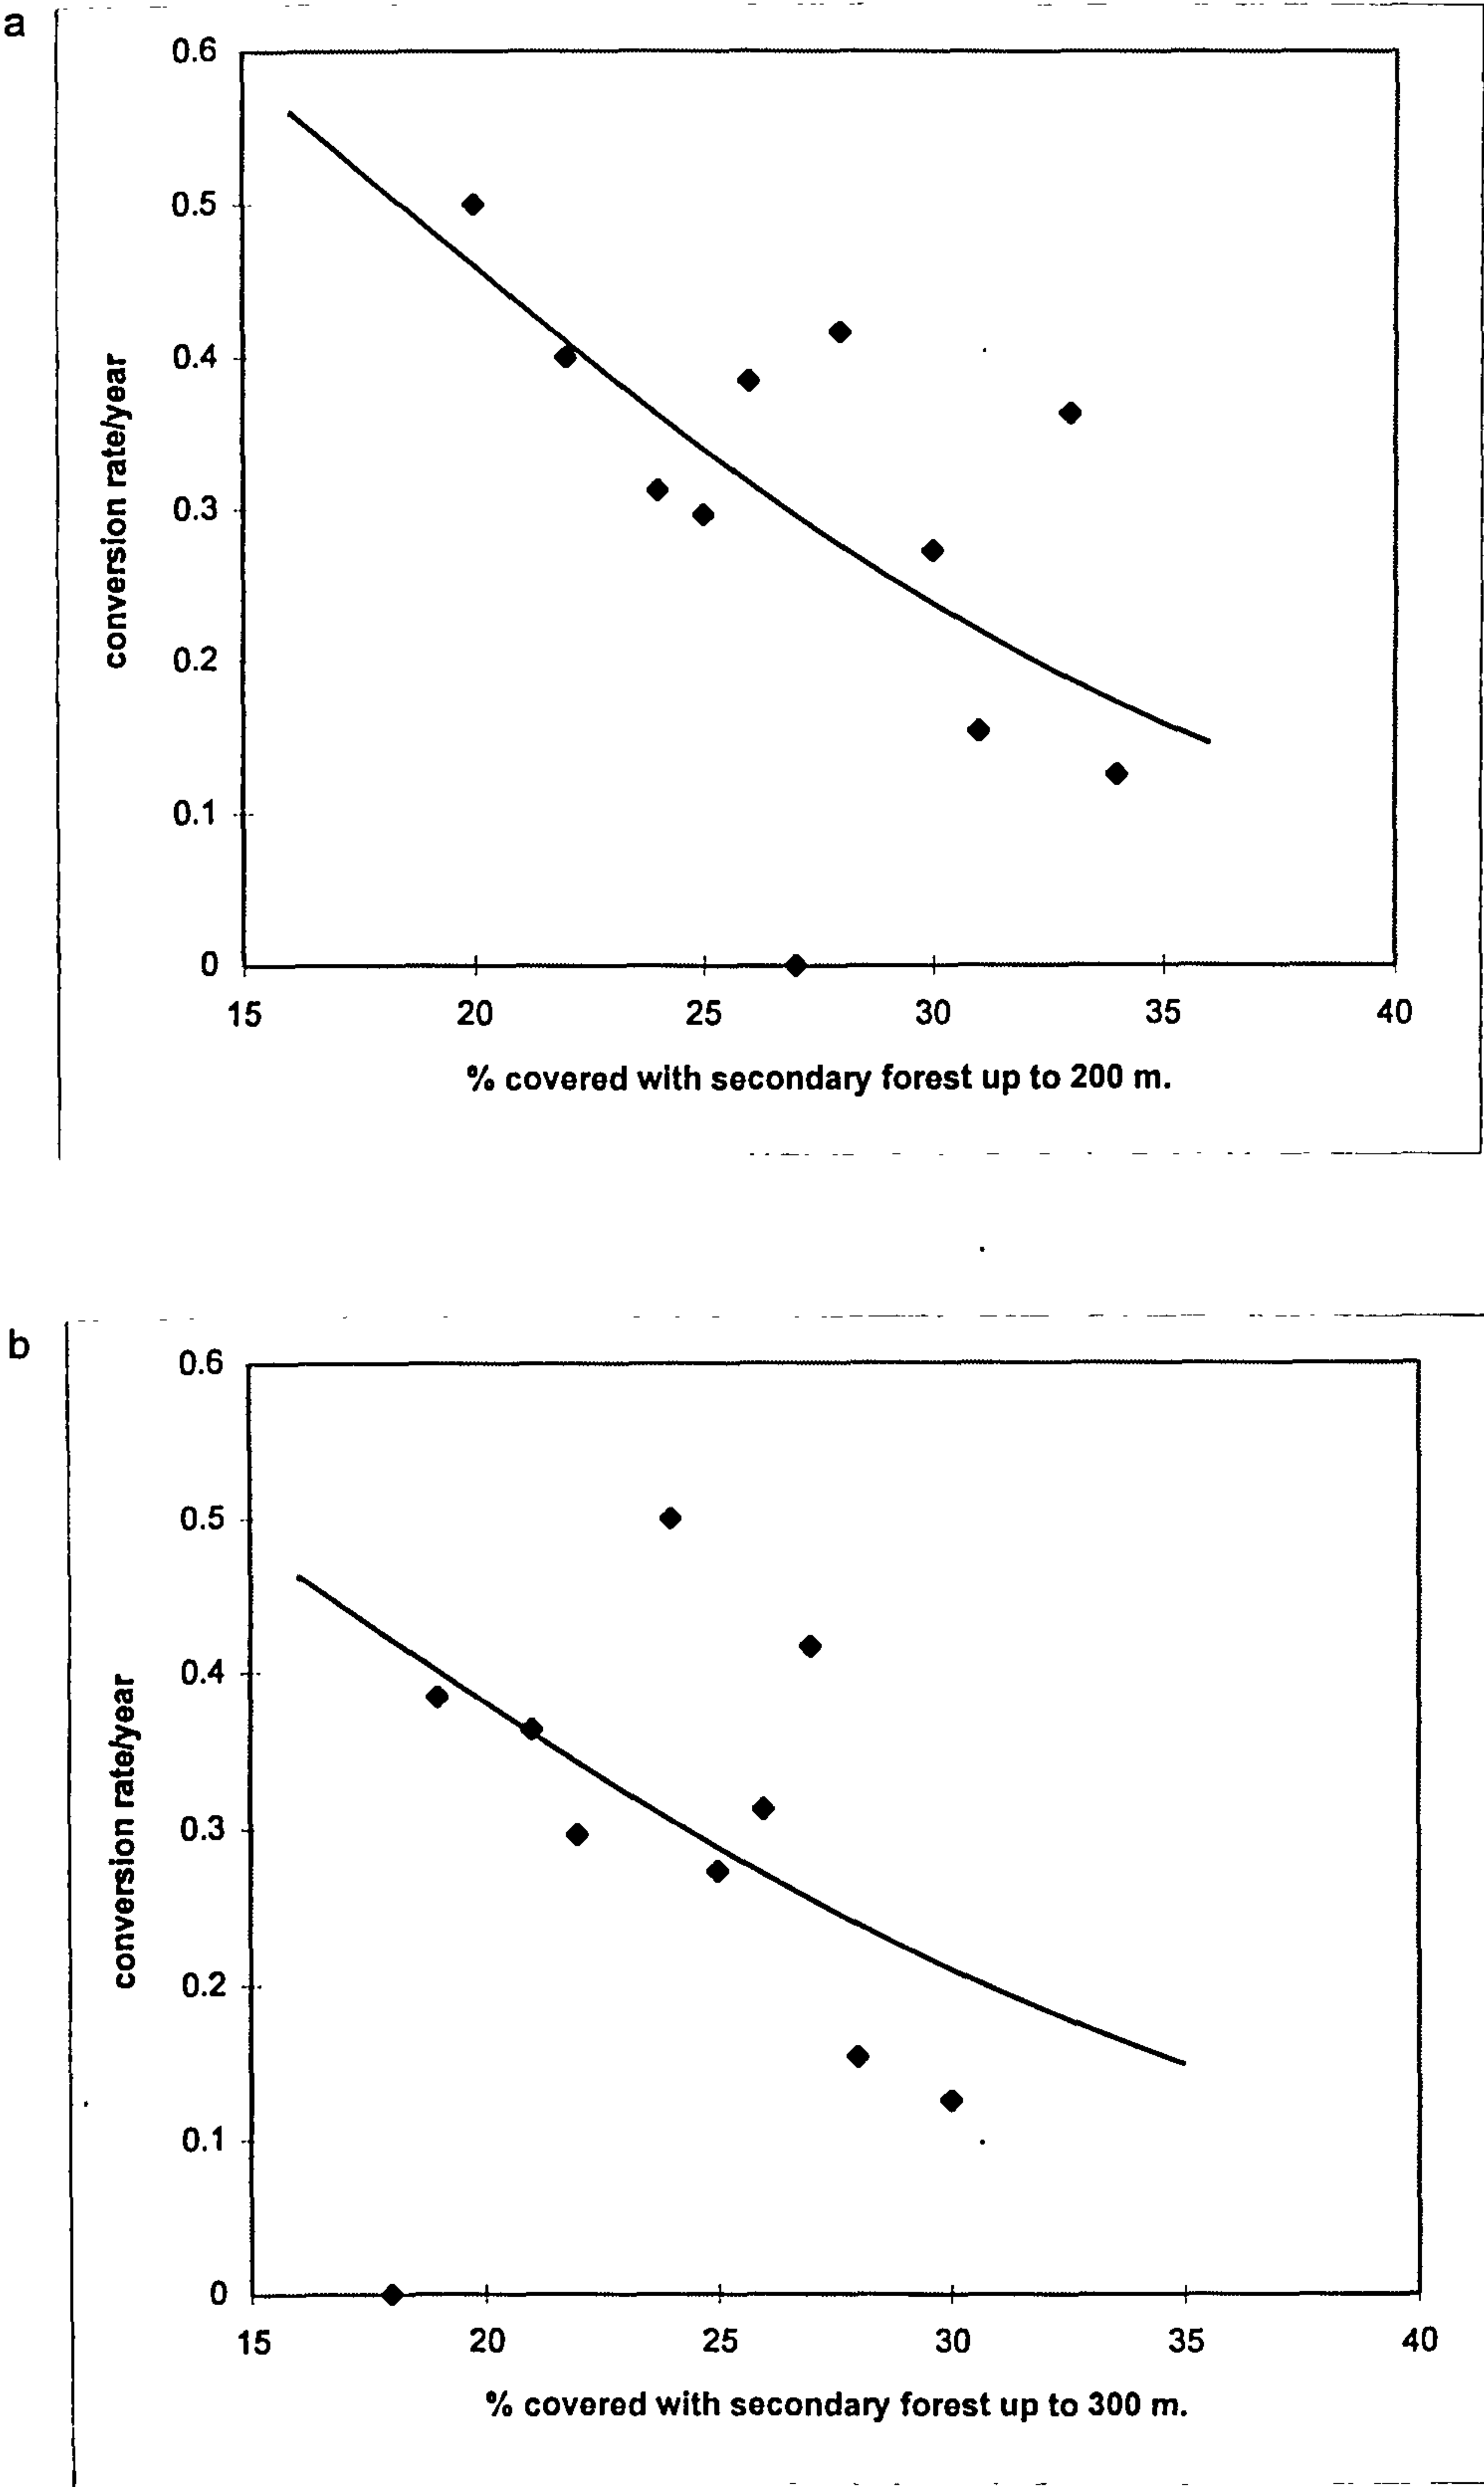 a
0.6
0.5
0.4
0.3
0.2
0.1
0
conversion rate/year
15 20 25 30 35 40
% covered with secondary forest up to 200 m.
b
0.6
0.5
0.4
0.3
0.2
0.1
0
conversion rate/year
15 20 25 30 35 40
% covered with secondary forest up to 300 m.